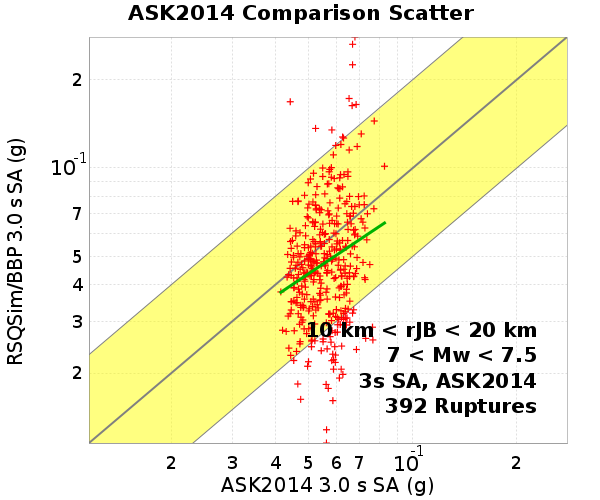 ASK2014 Comparison Scatter
RSQSim/BBP 3.0 s SA (g)
2
10-1
7
5
4
3
2
10 km < rJB < 20 km
7 < Mw < 7.5
3s SA, ASK2014
392 Ruptures
2 3 4 5 6 7 10-1 2
ASK2014 3.0 s SA (g)